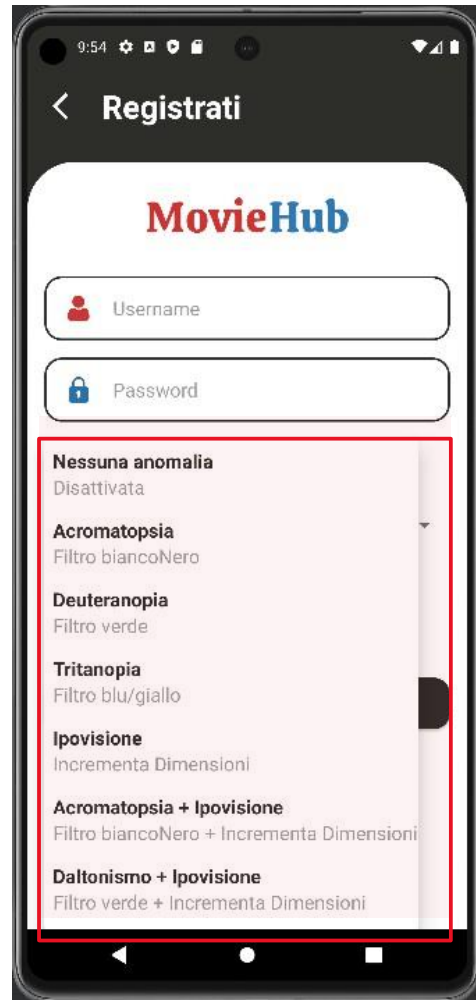 9:54
Registrati
MovieHub
Username
Password
Nessuna anomalia
Disattivata
Acromatopsia
Filtro biancoNero
Deuteranopia
Filtro verde
Tritanopia
Filtro blu/giallo
Ipovisione
Incrementa Dimensioni
Acromatopsia + Ipovisione
Filtro biancoNero + Incrementa Dimensioni
Daltonismo + Ipovisione
Filtro verde + Incrementa Dimensioni